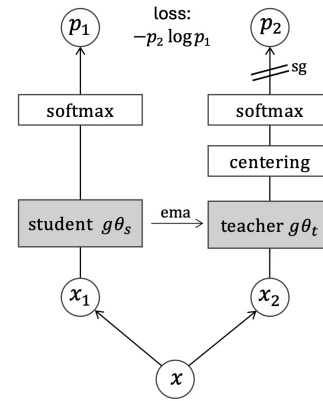 p₁
loss:
−p₂ log p₁
p₂
sg
softmax
softmax
centering
student gθₛ
ema
teacher gθₜ
x₁
x₂
x